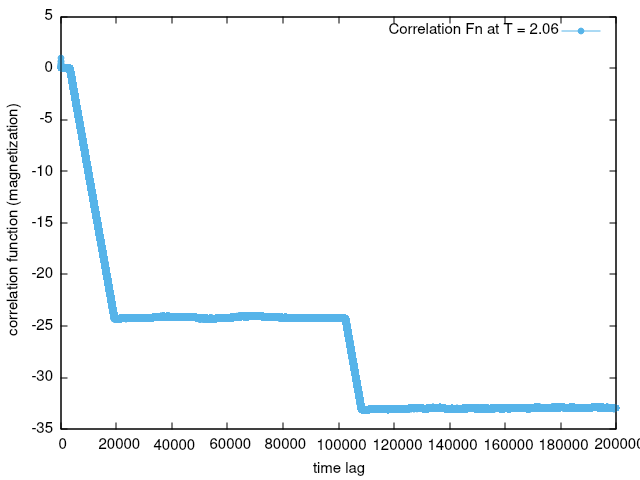 5
Correlation Fn at T = 2.06
0
-5
-10
-15
-20
-25
-30
-35
correlation function (magnetization)
0 20000 40000 60000 80000 100000 120000 140000 160000 180000 200000
time lag